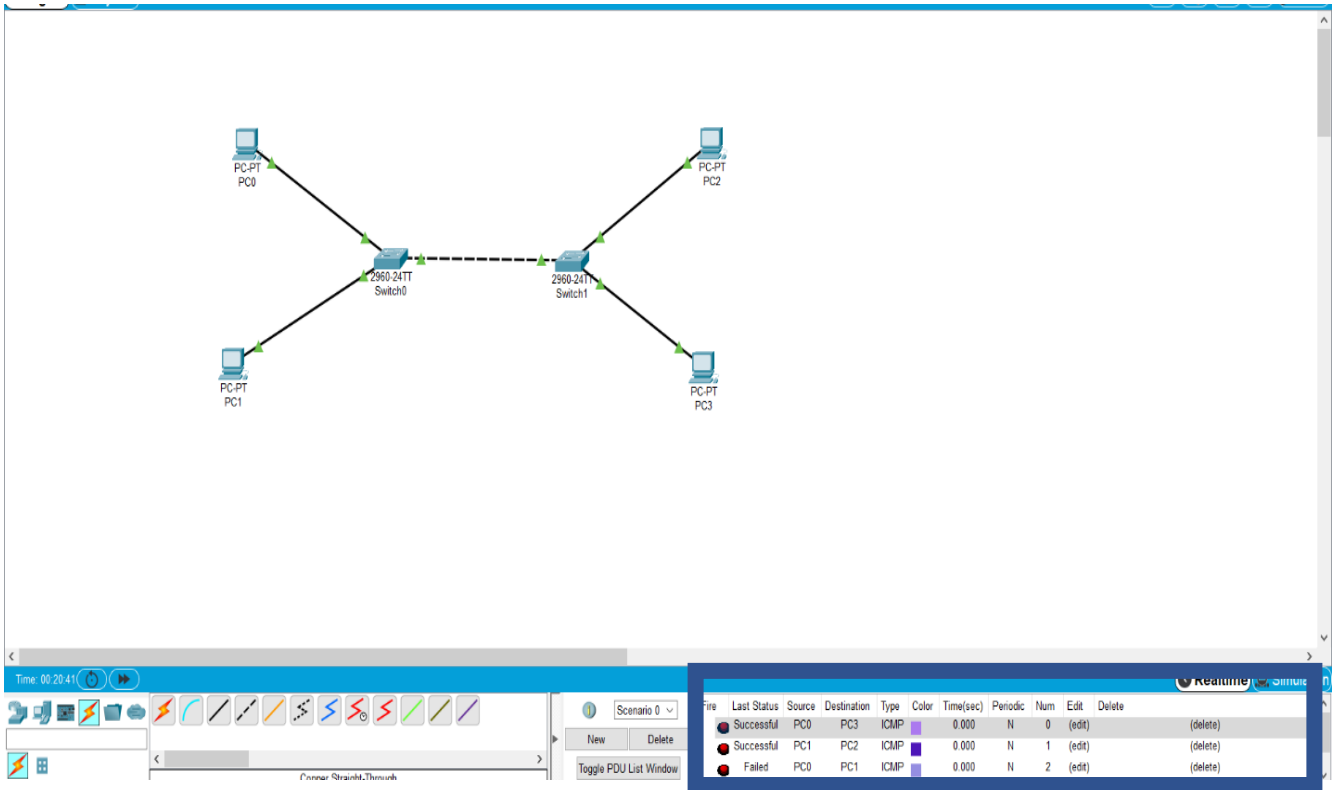 PC-PT
PC0
PC-PT
PC2
2960-24TT
Switch0
2960-24TT
Switch1
PC-PT
PC1
PC-PT
PC3
Time: 00:20:41
Realtime
Scenario 0
New Delete
Toggle PDU List Window
Fire Last Status Source Destination Type Color Time(sec) Periodic Num Edit Delete
Successful PC0 PC3 ICMP 0.000 N 0 (edit) (delete)
Successful PC1 PC2 ICMP 0.000 N 1 (edit) (delete)
Failed PC0 PC1 ICMP 0.000 N 2 (edit) (delete)
Copper Straight-Through